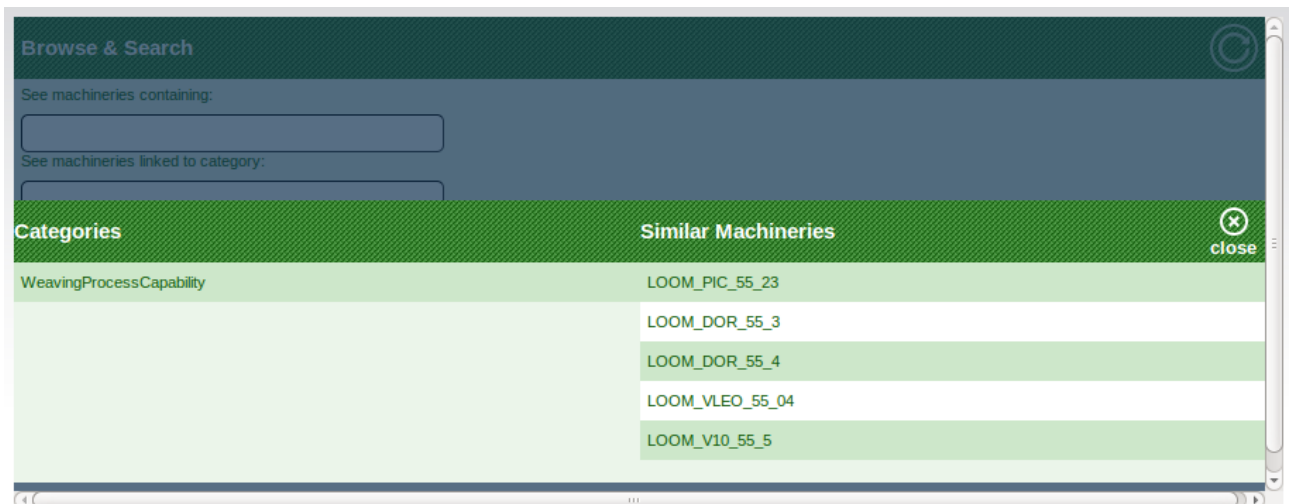 Browse & Search
See machineries containing:
See machineries linked to category:
Categories
Similar Machineries
close
WeavingProcessCapability
LOOM_PIC_55_23
LOOM_DOR_55_3
LOOM_DOR_55_4
LOOM_VLEO_55_04
LOOM_V10_55_5